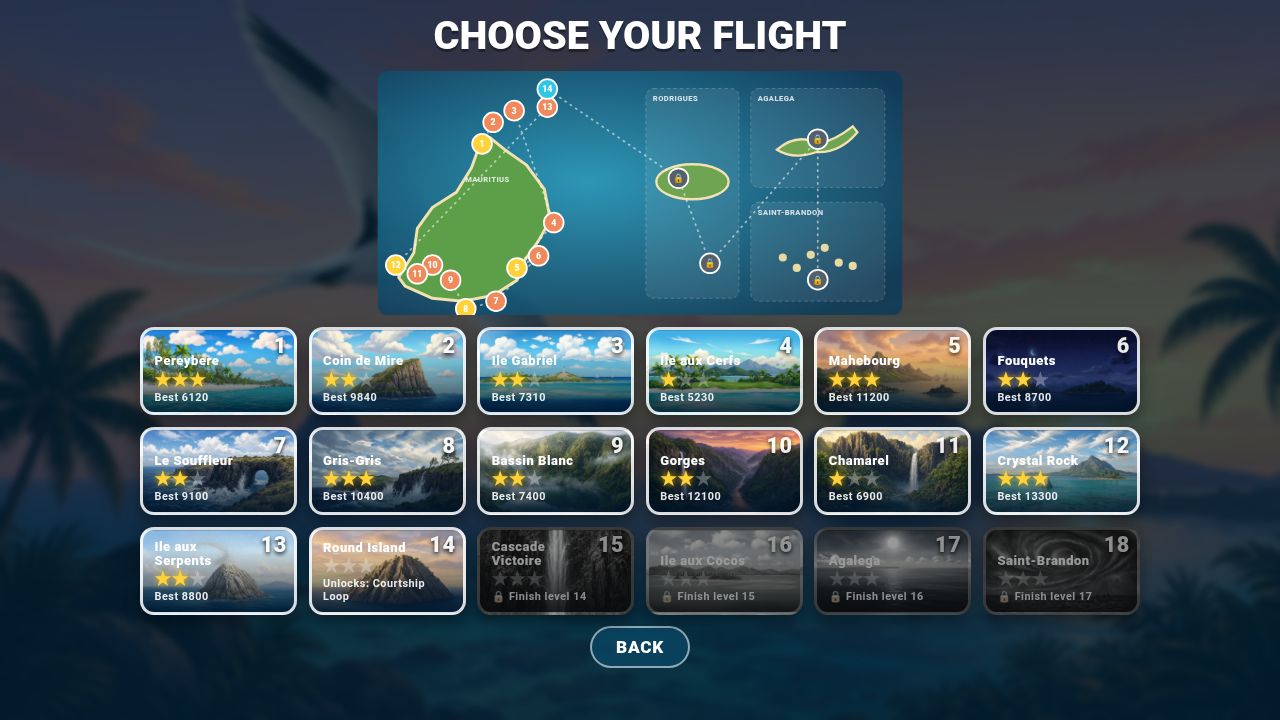 CHOOSE YOUR FLIGHT
14
3
13
2
1
MAURITIUS
4
6
12
10
5
11
9
7
8
RODRIGUES
AGALEGA
SAINT-BRANDON
1
Pereybère
Best 6120
2
Coin de Mire
Best 9840
3
Ile Gabriel
Best 7310
4
Ile aux Cerfs
Best 5230
5
Mahebourg
Best 11200
6
Fouquets
Best 8700
7
Le Souffleur
Best 9100
8
Gris-Gris
Best 10400
9
Bassin Blanc
Best 7400
10
Gorges
Best 12100
11
Chamarel
Best 6900
12
Crystal Rock
Best 13300
13
Ile aux
Serpents
Best 8800
14
Round Island
Unlocks: Courtship
Loop
15
Cascade
Victoire
Finish level 14
16
Ile aux Cocos
Finish level 15
17
Agalega
Finish level 16
18
Saint-Brandon
Finish level 17
BACK